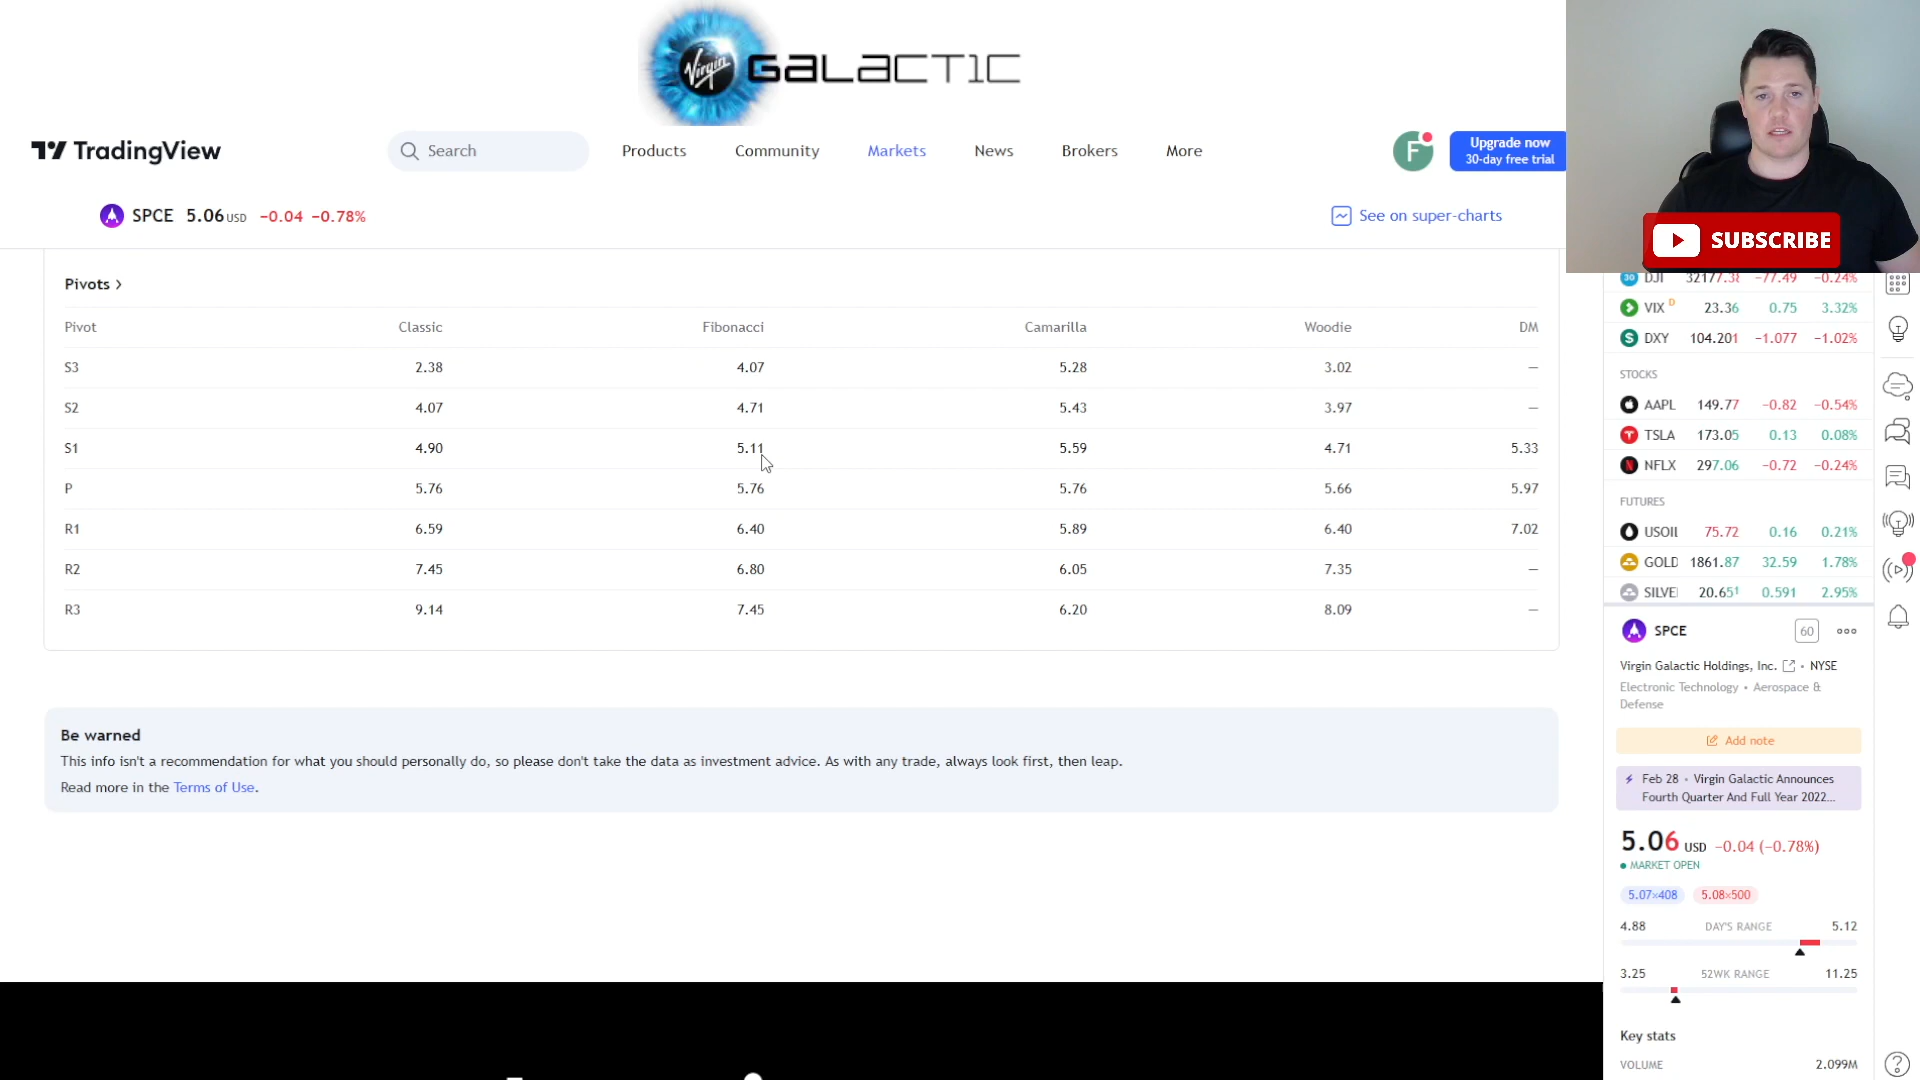 Virgin GALACTIC
TradingView
Search
Products
Community
Markets
News
Brokers
More
F
Upgrade now
30-day free trial
SPCE 5.06 USD −0.04 −0.78%
See on super-charts
SUBSCRIBE
Pivots >
Pivot Classic Fibonacci Camarilla Woodie DM
S3 2.38 4.07 5.28 3.02 —
S2 4.07 4.71 5.43 3.97 —
S1 4.90 5.11 5.59 4.71 5.33
P 5.76 5.76 5.76 5.66 5.97
R1 6.59 6.40 5.89 6.40 7.02
R2 7.45 6.80 6.05 7.35 —
R3 9.14 7.45 6.20 8.09 —
Be warned
This info isn't a recommendation for what you should personally do, so please don't take the data as investment advice. As with any trade, always look first, then leap.
Read more in the Terms of Use.
30 DJI 32177.38 −77.49 −0.24%
VIX D 23.36 0.75 3.32%
DXY 104.201 −1.077 −1.02%
STOCKS
AAPL 149.77 −0.82 −0.54%
TSLA 173.05 0.13 0.08%
NFLX 297.06 −0.72 −0.24%
FUTURES
USOIL 75.72 0.16 0.21%
GOLD 1861.87 32.59 1.78%
SILVE 20.651 0.591 2.95%
SPCE
60
Virgin Galactic Holdings, Inc. • NYSE
Electronic Technology • Aerospace &
Defense
Add note
Feb 28 • Virgin Galactic Announces
Fourth Quarter And Full Year 2022...
5.06 USD −0.04 (−0.78%)
MARKET OPEN
5.07×408 5.08×500
4.88 DAY'S RANGE 5.12
3.25 52WK RANGE 11.25
Key stats
VOLUME 2.099M